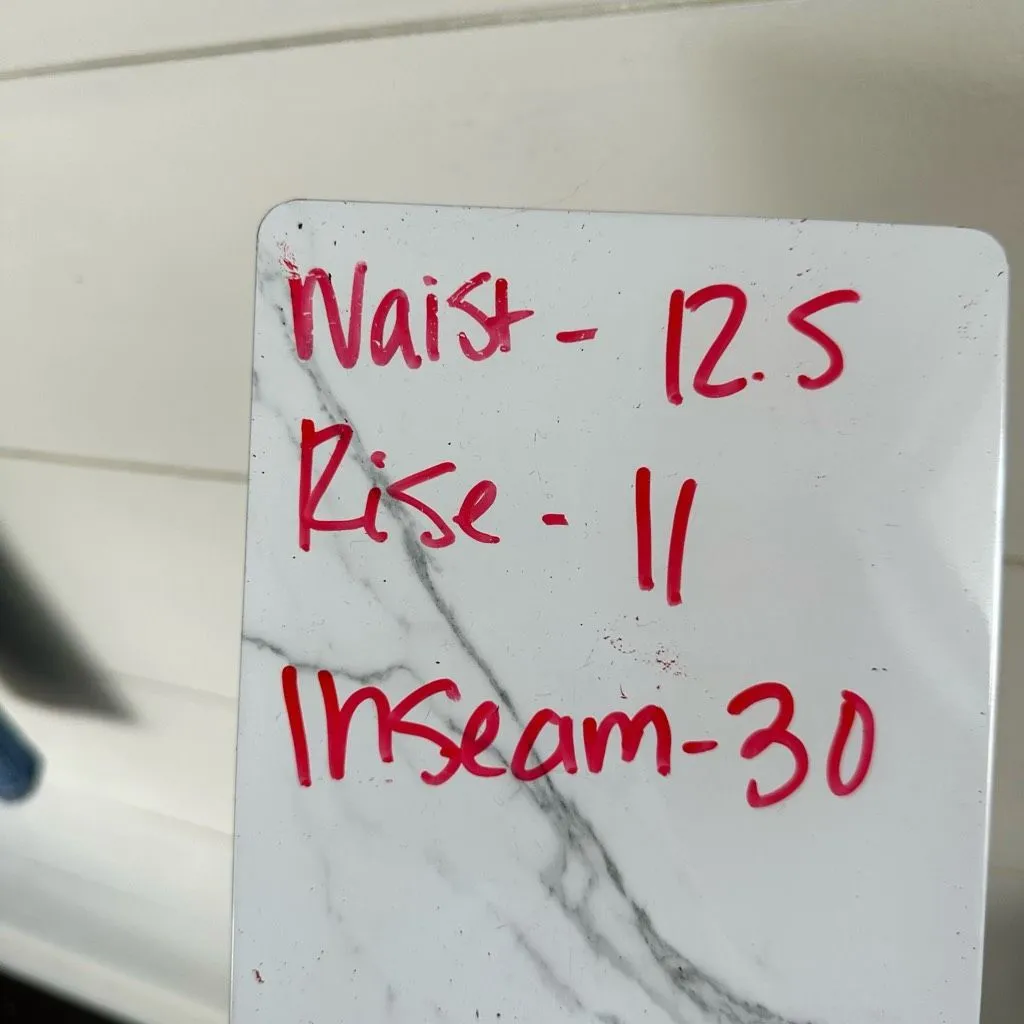 Waist - 12.5
Rise - 11
Inseam - 30